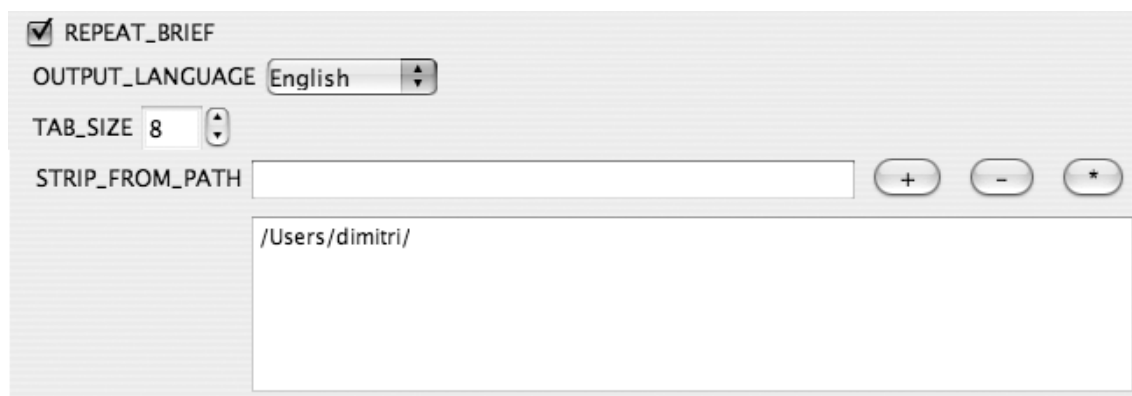 REPEAT_BRIEF
OUTPUT_LANGUAGE English
TAB_SIZE 8
STRIP_FROM_PATH + - *
/Users/dimitri/